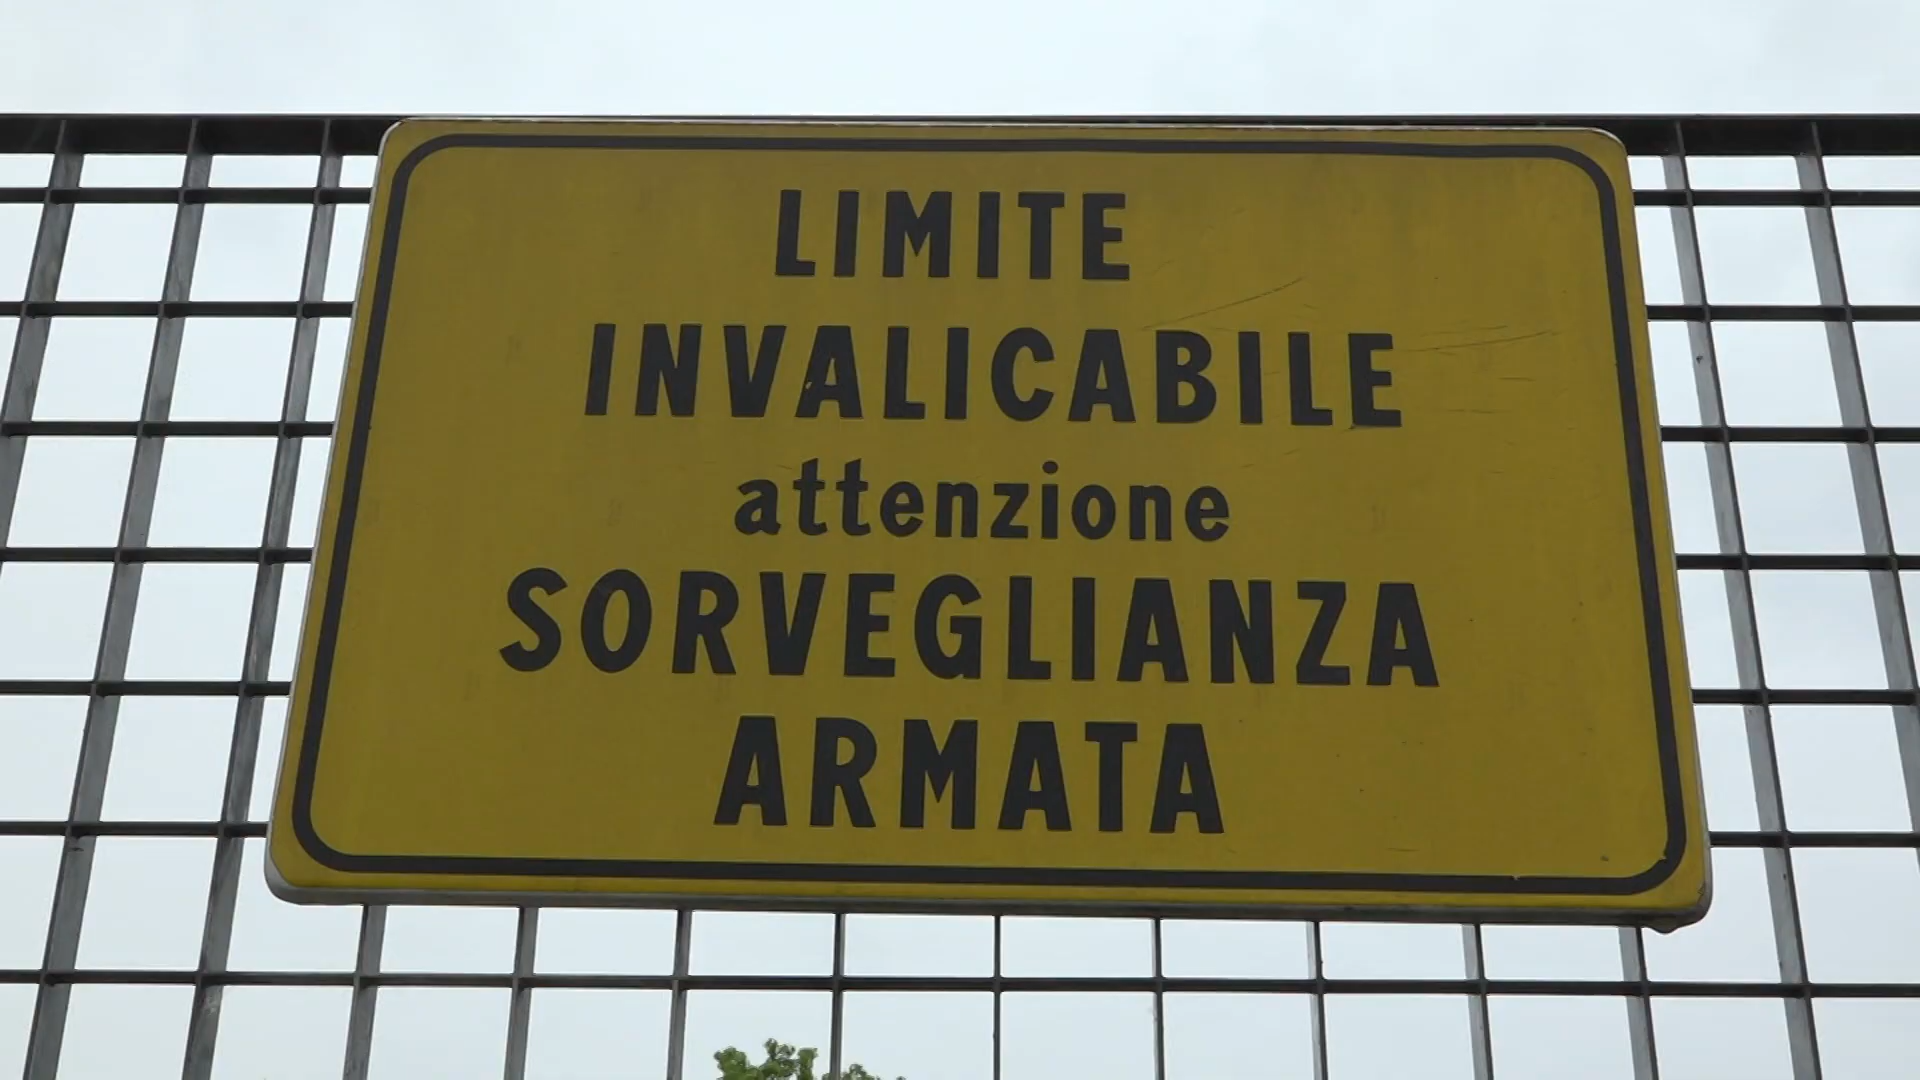 LIMITE
INVALICABILE
attenzione
SORVEGLIANZA
ARMATA